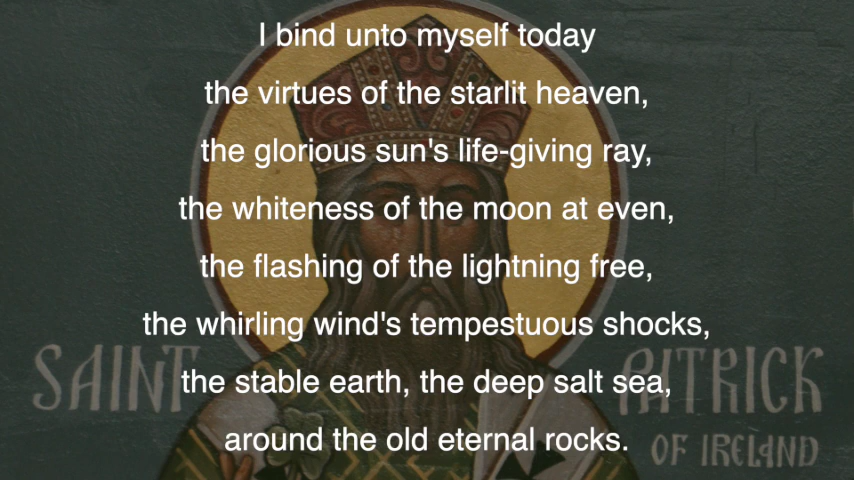 I bind unto myself today
the virtues of the starlit heaven,
the glorious sun's life-giving ray,
the whiteness of the moon at even,
the flashing of the lightning free,
the whirling wind's tempestuous shocks,
the stable earth, the deep salt sea,
around the old eternal rocks.
SAINT PATRICK
OF IRELAND